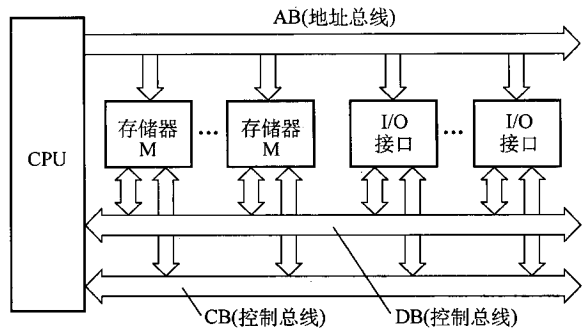 AB(地址总线)
CPU
存储器
M
···
存储器
M
I/O
接口
···
I/O
接口
CB(控制总线)
DB(控制总线)